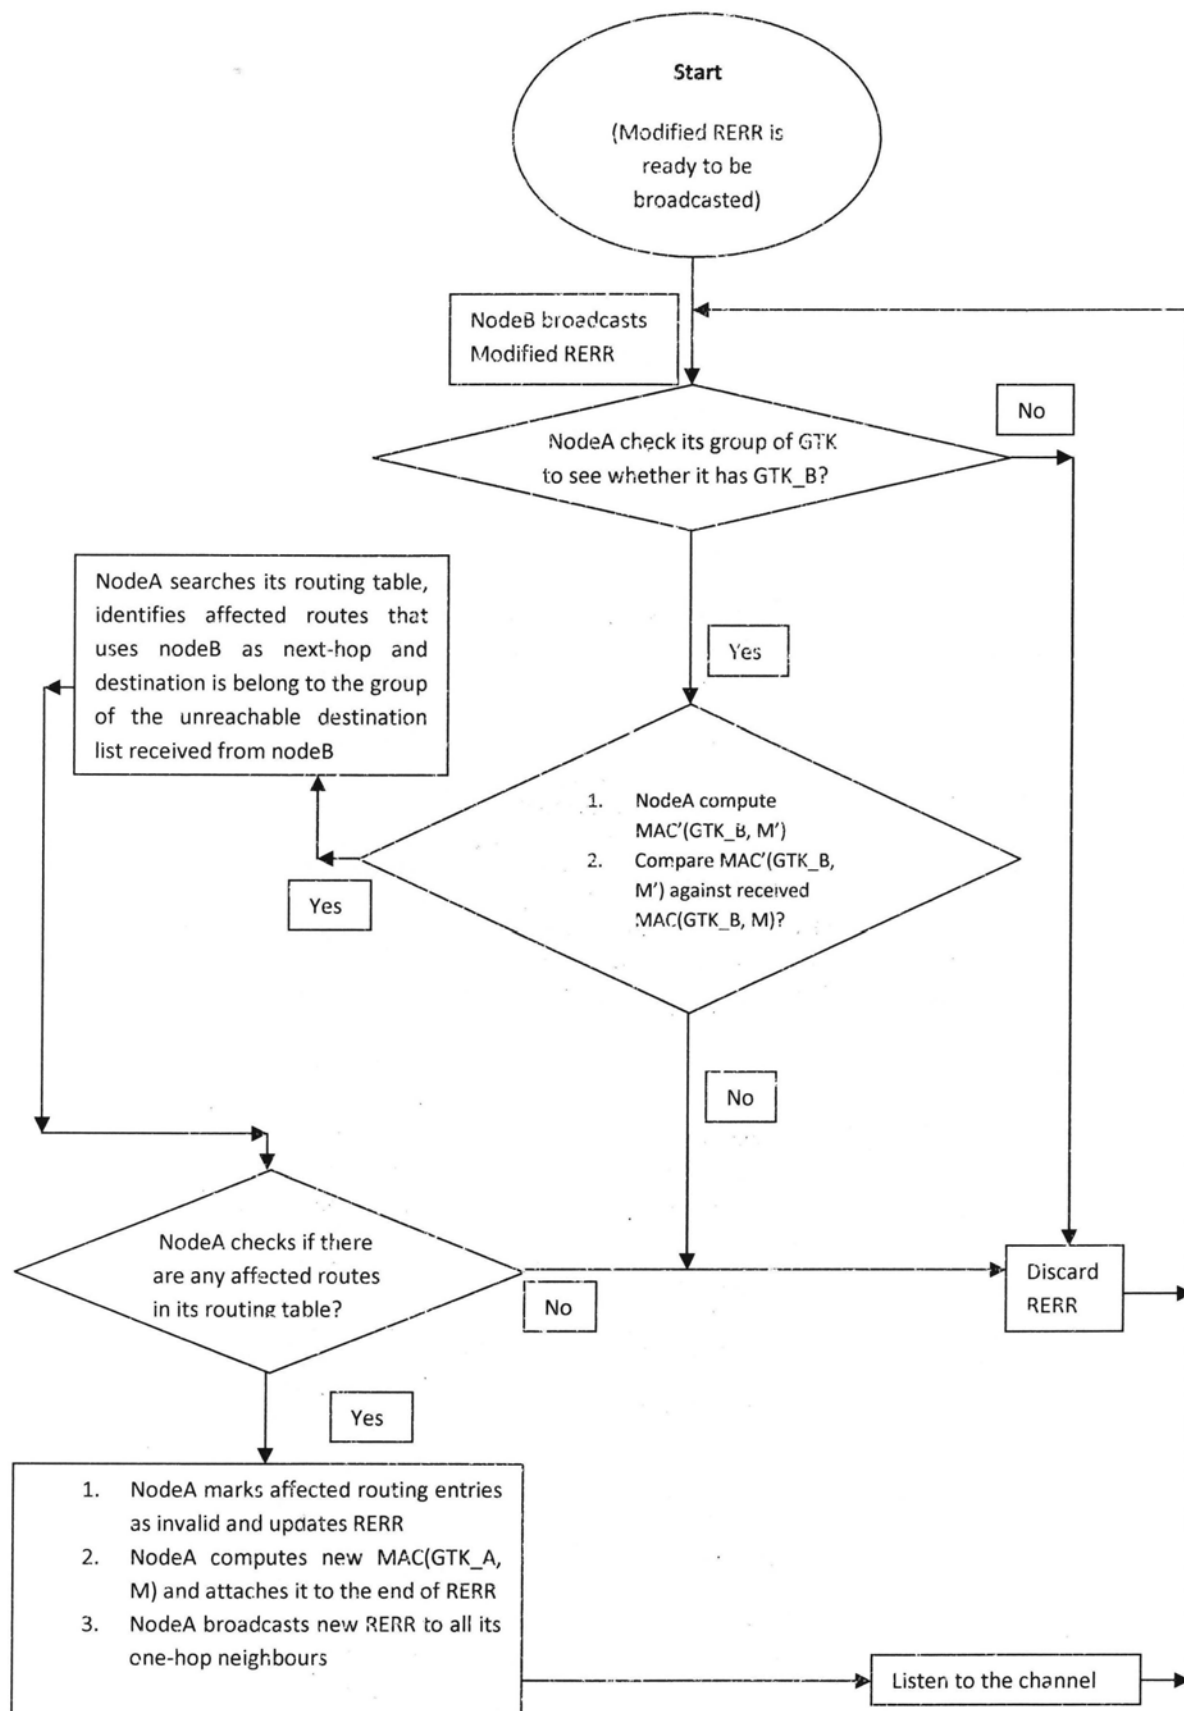 Start
(Modified RERR is
ready to be
broadcasted)
NodeB broadcasts
Modified RERR
No
NodeA check its group of GTK
to see whether it has GTK_B?
NodeA searches its routing table,
identifies affected routes that
uses nodeB as next-hop and
destination is belong to the group
of the unreachable destination
list received from nodeB
Yes
1. NodeA compute
MAC’(GTK_B, M’)
2. Compare MAC’(GTK_B,
M’) against received
MAC(GTK_B, M)?
Yes
No
NodeA checks if there
are any affected routes
in its routing table?
No
Discard
RERR
Yes
1. NodeA marks affected routing entries
as invalid and updates RERR
2. NodeA computes new MAC(GTK_A,
M) and attaches it to the end of RERR
3. NodeA broadcasts new RERR to all its
one-hop neighbours
Listen to the channel